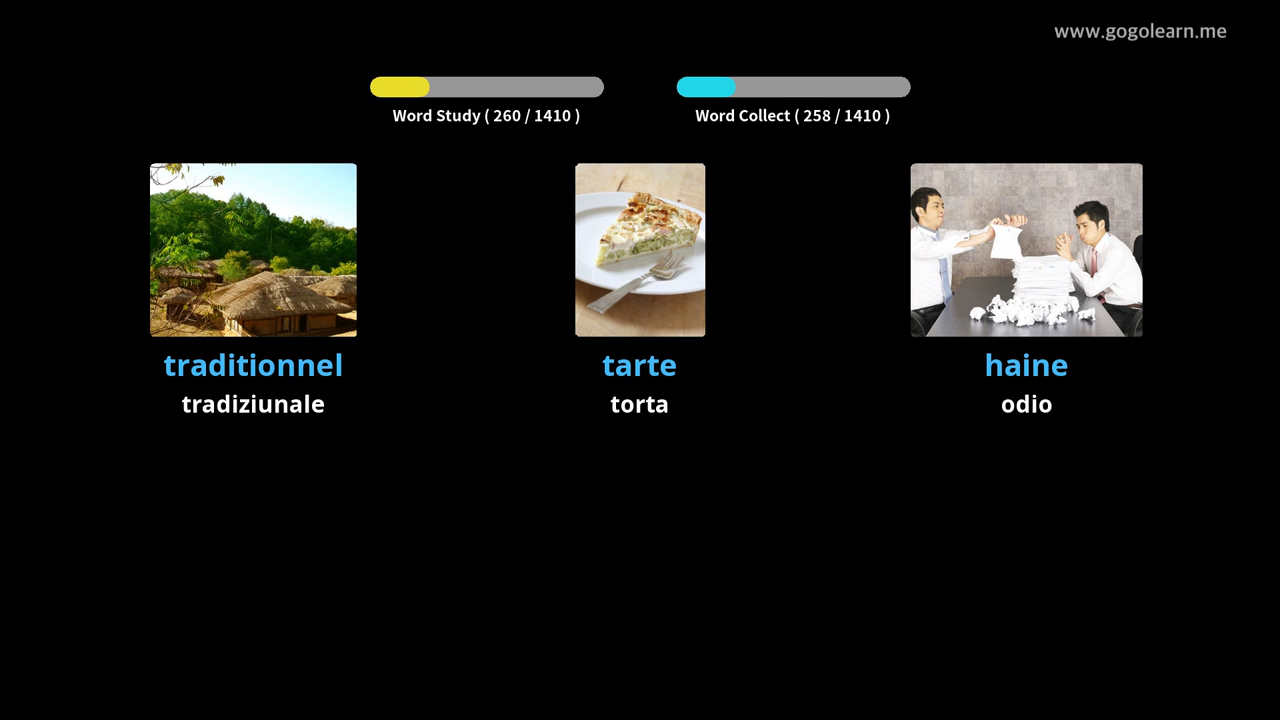 www.gogolearn.me
Word Study ( 260 / 1410 )
Word Collect ( 258 / 1410 )
traditionnel
tradiziunale
tarte
torta
haine
odio